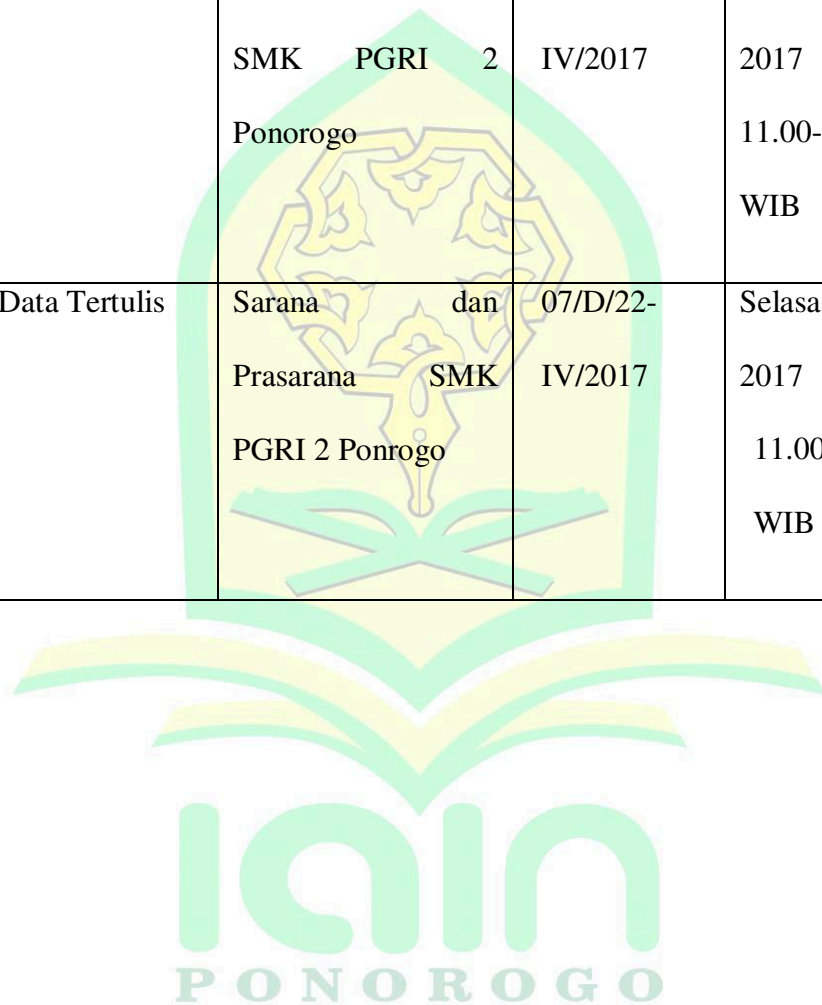 SMK PGRI 2 IV/2017 2017
Ponorogo 11.00-
WIB
Data Tertulis Sarana dan 07/D/22- Selasa
Prasarana SMK IV/2017 2017
PGRI 2 Ponrogo 11.00
WIB
iain
PONOROGO